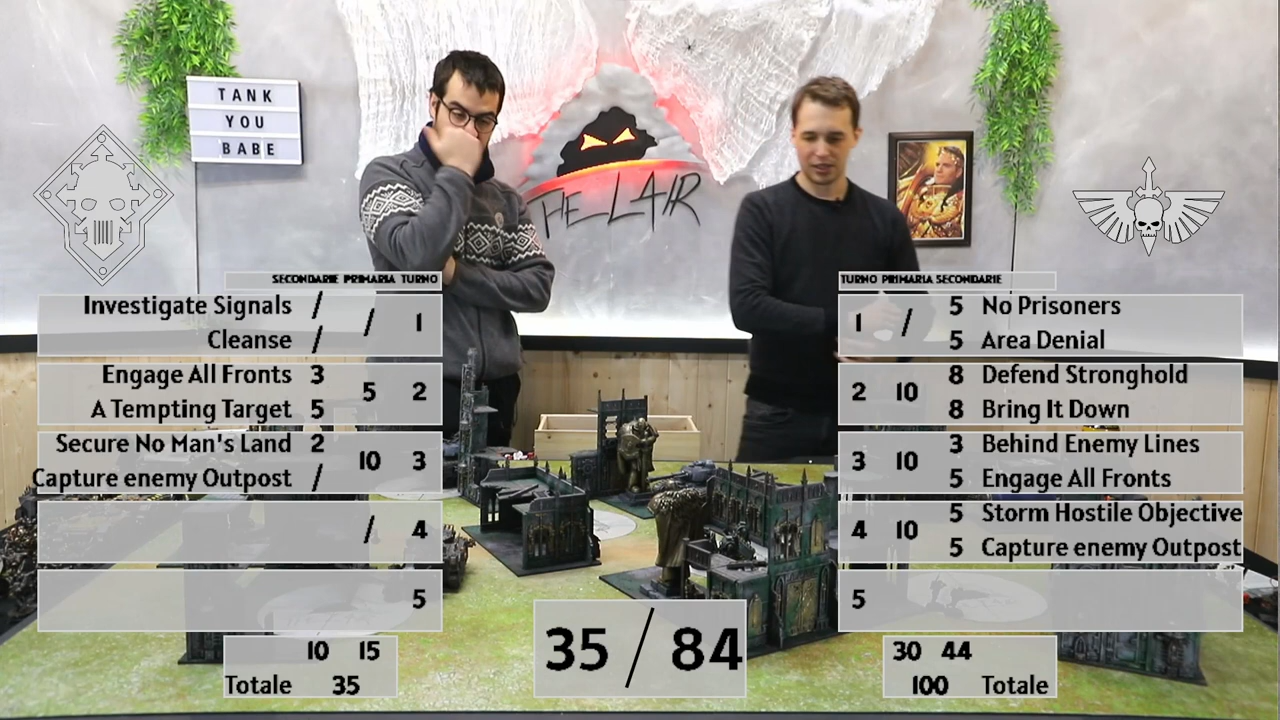 TANK
YOU
BABE
THE LAIR
SECONDARIE PRIMARIA TURNO
Investigate Signals / / 1
Cleanse /
Engage All Fronts 3 5 2
A Tempting Target 5
Secure No Man's Land 2 10 3
Capture enemy Outpost /
/ 4
5
10 15
Totale 35
35 / 84
TURNO PRIMARIA SECONDARIE
1 / 5 No Prisoners
5 Area Denial
2 10 8 Defend Stronghold
8 Bring It Down
3 10 3 Behind Enemy Lines
5 Engage All Fronts
4 10 5 Storm Hostile Objective
5 Capture enemy Outpost
5
30 44
100 Totale